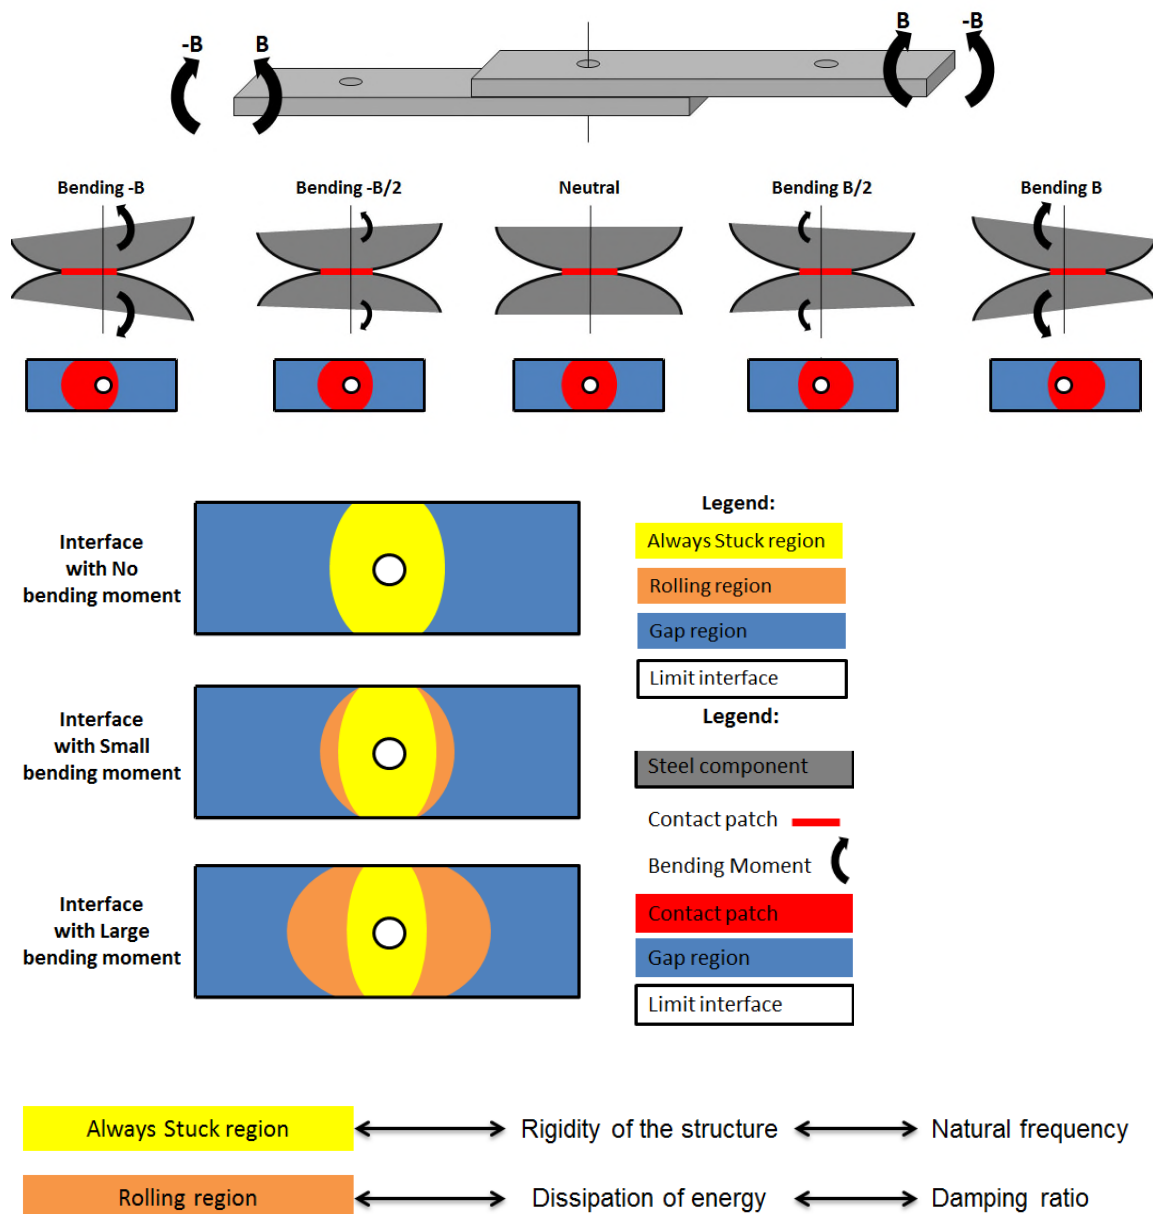 -B B B -B
Bending -B Bending -B/2 Neutral Bending B/2 Bending B
Interface
with No
bending moment
Interface
with Small
bending moment
Interface
with Large
bending moment
Legend:
Always Stuck region
Rolling region
Gap region
Limit interface
Legend:
Steel component
Contact patch
Bending Moment
Contact patch
Gap region
Limit interface
Always Stuck region Rigidity of the structure Natural frequency
Rolling region Dissipation of energy Damping ratio